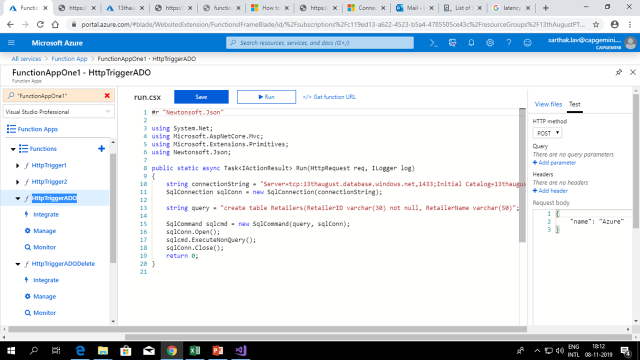 Function
https:/
13thau
https:/
functio
https:/
How to
Connec
Mail -
List of
latency
portal.azure.com/#blade/WebsitesExtension/FunctionsIFrameBlade/id/%2Fsubscriptions%2Fc119ed13-a622-4523-b5a4-4785505ce43c%2FresourceGroups%2F13thAugustPT...
Microsoft Azure
Search resources, services, and docs (G+/)
sarthak.lav@capgemini....
CAPGEMINI
All services > Function App > FunctionAppOne1 - HttpTriggerADO
FunctionAppOne1 - HttpTriggerADO
Function Apps
"FunctionAppOne1"
Visual Studio Professional
Function Apps
Functions
HttpTrigger1
HttpTrigger2
HttpTriggerADO
Integrate
Manage
Monitor
HttpTriggerADODelete
Integrate
Manage
Monitor
run.csx
Save
Run
</> Get function URL
1 #r "Newtonsoft.Json"
2
3 using System.Net;
4 using Microsoft.AspNetCore.Mvc;
5 using Microsoft.Extensions.Primitives;
6 using Newtonsoft.Json;
7
8 public static async Task<IActionResult> Run(HttpRequest req, ILogger log)
9 {
10 string connectionString = "Server=tcp:13thaugust.database.windows.net,1433;Initial Catalog=13thaugus
11 SqlConnection sqlConn = new SqlConnection(connectionString);
12
13 string query = "create table Retailers(RetailerID varchar(30) not null, RetailerName varchar(50)";
14
15 SqlCommand sqlcmd = new SqlCommand(query, sqlConn);
16 sqlConn.Open();
17 sqlcmd.ExecuteNonQuery();
18 sqlConn.Close();
19 return 0;
20 }
21
View files
Test
HTTP method
POST
Query
There are no query parameters
Add parameter
Headers
There are no headers
Add header
Request body
1 {
2 "name": "Azure"
3 }
ENG
INTL
18:12
08-11-2019